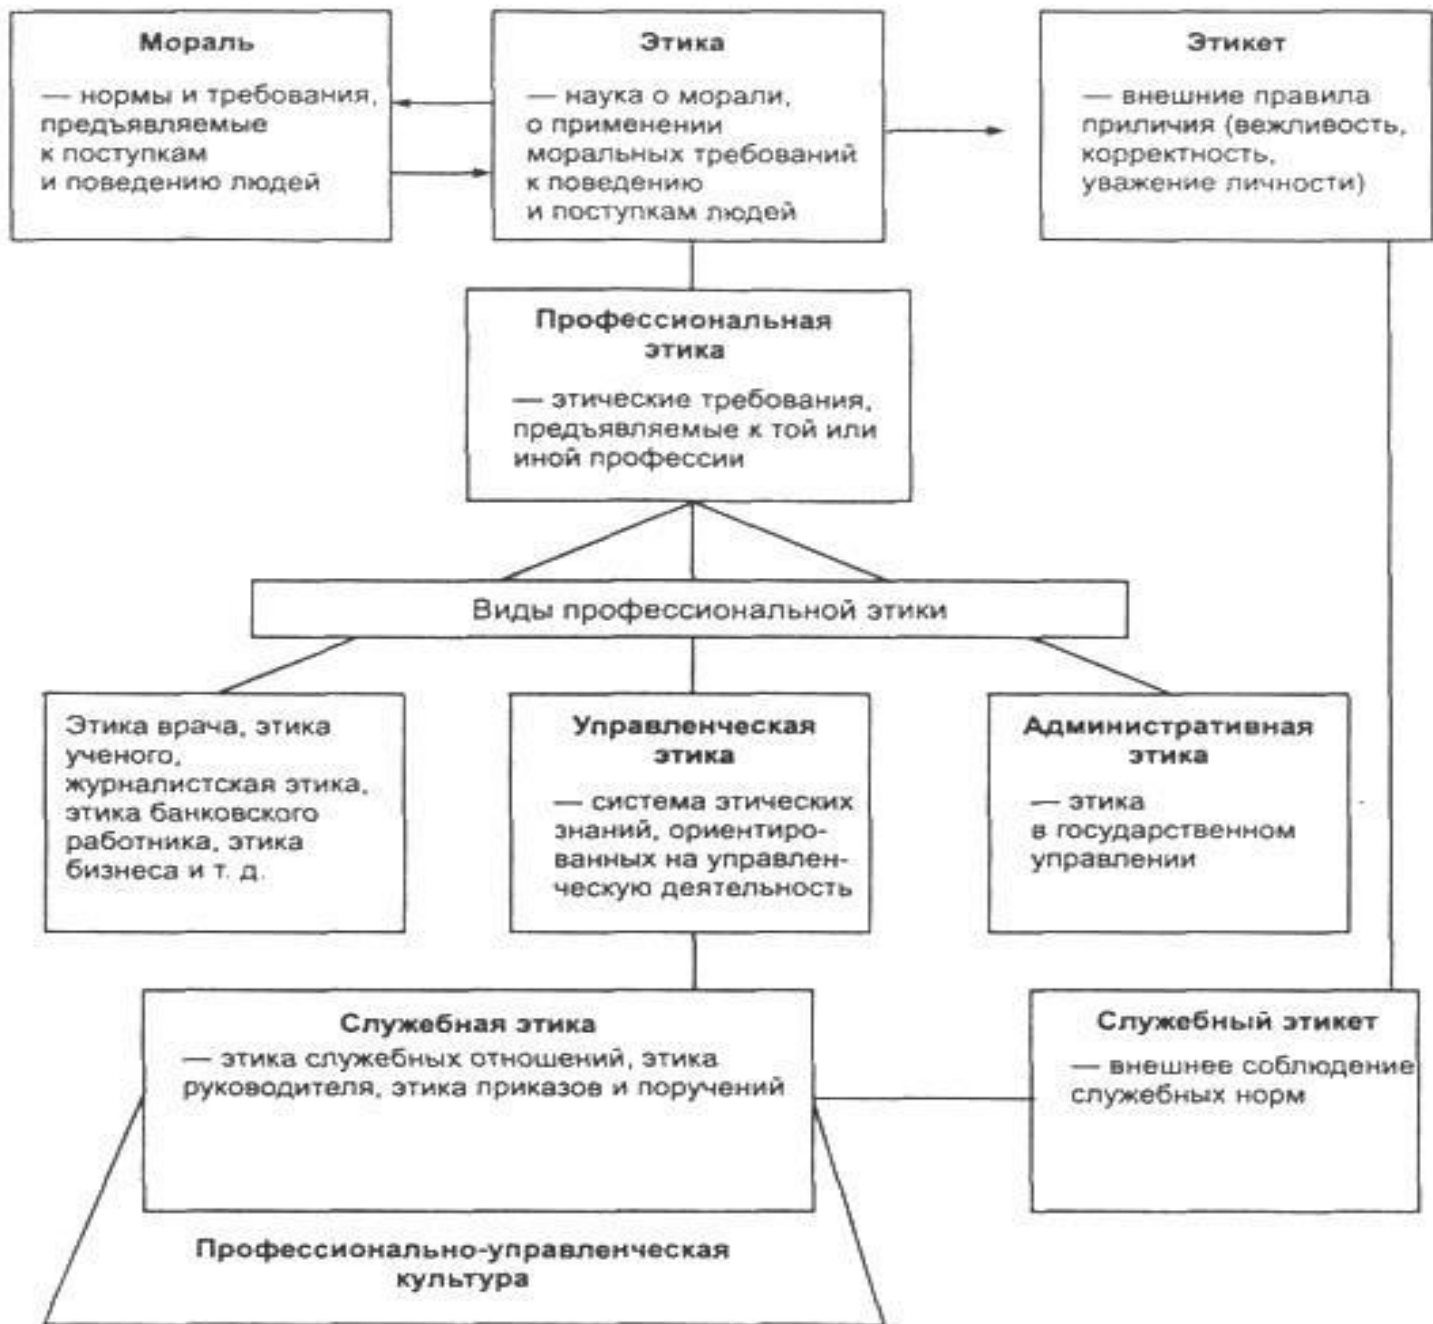 Мораль
— нормы и требования,
предъявляемые
к поступкам
и поведению людей
Этика
— наука о морали,
о применении
моральных требований
к поведению
и поступкам людей
Этикет
— внешние правила
приличия (вежливость,
корректность,
уважение личности)
Профессиональная
этика
— этические требования,
предъявляемые к той или
иной профессии
Виды профессиональной этики
Этика врача, этика
ученого,
журналистская этика,
этика банковского
работника, этика
бизнеса и т. д.
Управленческая
этика
— система этических
знаний, ориентиро-
ванных на управлен-
ческую деятельность
Административная
этика
— этика
в государственном
управлении
Служебная этика
— этика служебных отношений, этика
руководителя, этика приказов и поручений
Служебный этикет
— внешнее соблюдение
служебных норм
Профессионально-управленческая
культура